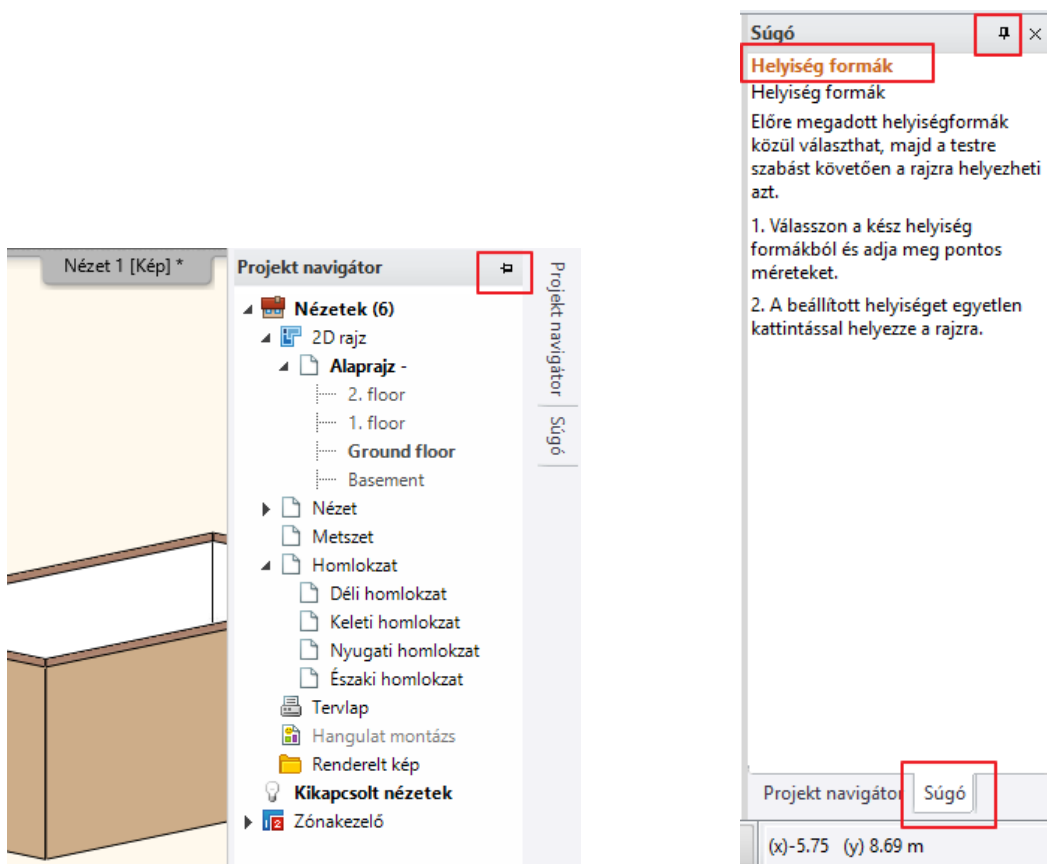 Nézet 1 [Kép] *
Projekt navigátor
Nézetek (6)
2D rajz
Alaprajz -
2. floor
1. floor
Ground floor
Basement
Nézet
Metszet
Homlokzat
Déli homlokzat
Keleti homlokzat
Nyugati homlokzat
Északi homlokzat
Tervlap
Hangulat montázs
Renderelt kép
Kikapcsolt nézetek
Zónakezelő
Projekt navigátor
Súgó
Súgó
Helyiség formák
Helyiség formák
Előre megadott helyiségformák
közül választhat, majd a testre
szabást követően a rajzra helyezheti
azt.
1. Válasszon a kész helyiség
formákból és adja meg pontos
méreteket.
2. A beállított helyiséget egyetlen
kattintással helyezze a rajzra.
Projekt navigáto
Súgó
(x)-5.75 (y) 8.69 m